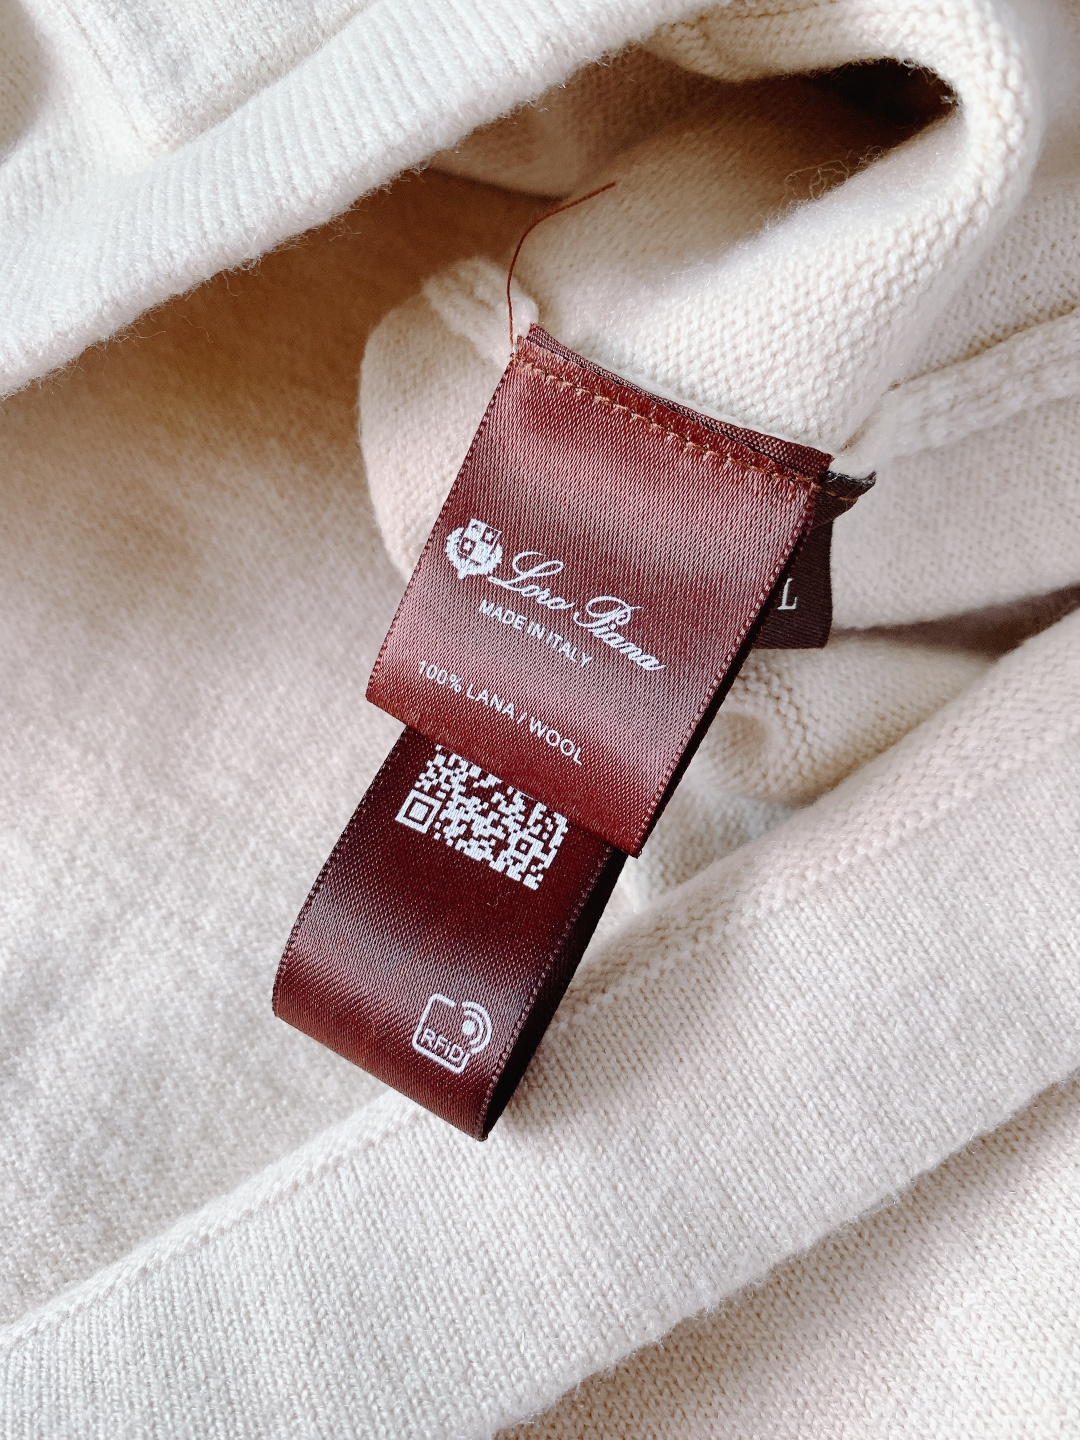 Loro Piana
MADE IN ITALY
100% LANA / WOOL
L
RFiD